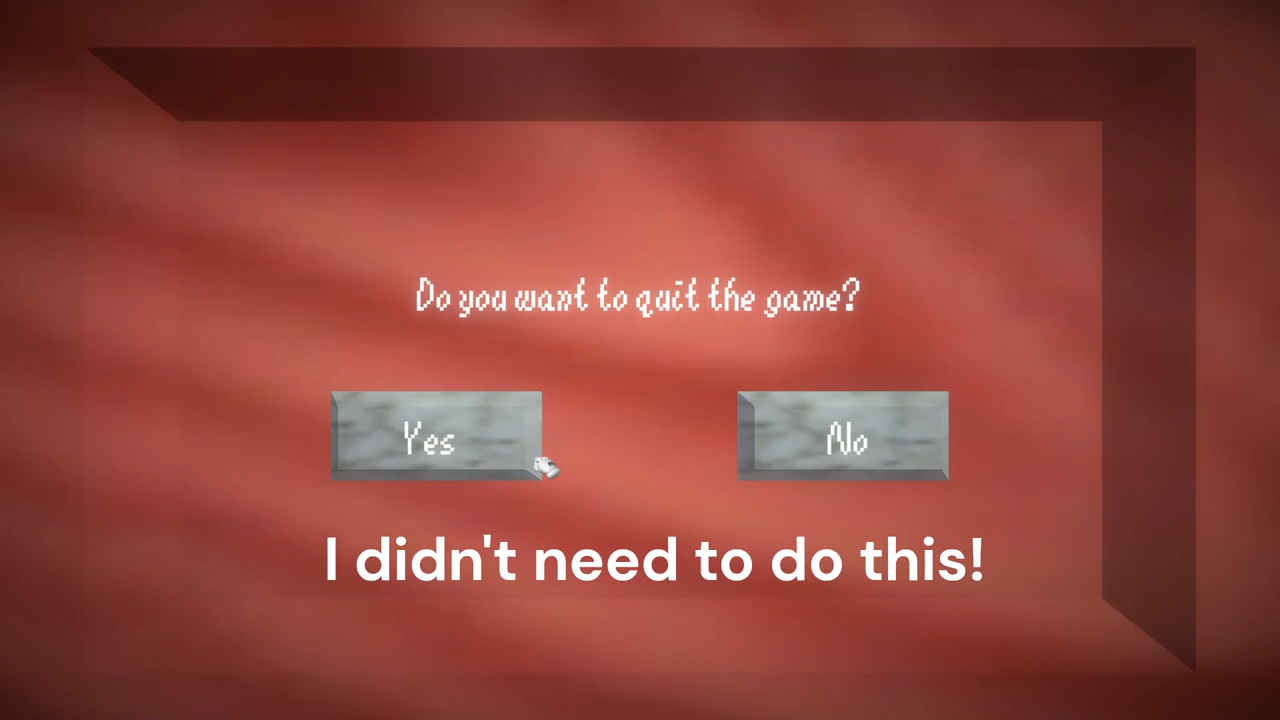 Do you want to quit the game?
Yes
No
I didn't need to do this!